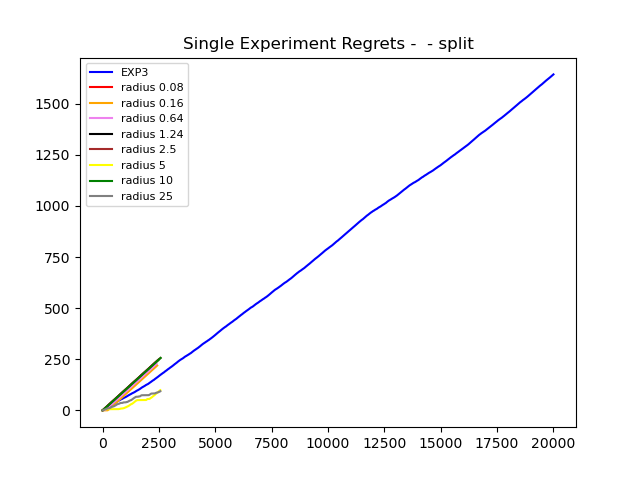 Single Experiment Regrets -  - split
EXP3
radius 0.08
radius 0.16
radius 0.64
radius 1.24
radius 2.5
radius 5
radius 10
radius 25
1500
1250
1000
750
500
250
0
0 2500 5000 7500 10000 12500 15000 17500 20000